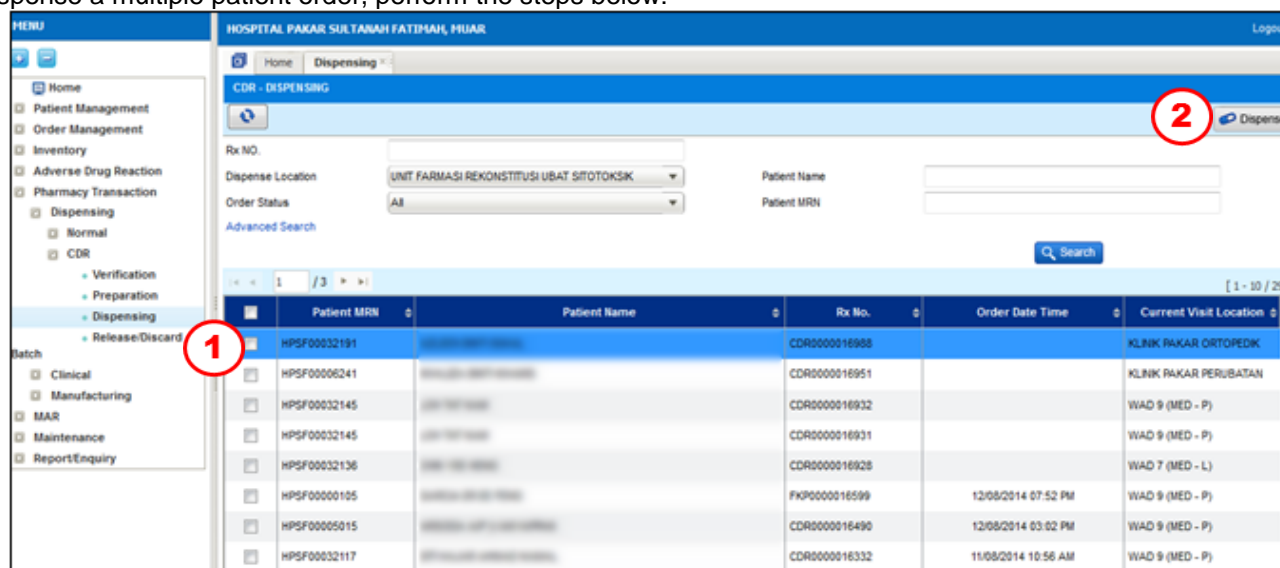 spense a multiple patient order, perform the steps below.
MENU
HOSPITAL PAKAR SULTANAH FATIMAH, MUAR
Logou
Home
Dispensing
Home
Patient Management
Order Management
Inventory
Adverse Drug Reaction
Pharmacy Transaction
Dispensing
Normal
CDR
Verification
Preparation
Dispensing
Release/Discard
Batch
Clinical
Manufacturing
MAR
Maintenance
Report/Enquiry
CDR - DISPENSING
2
Dispense
Rx NO.
Dispense Location UNIT FARMASI REKONSTITUSI UBAT SITOTOKSIK Patient Name
Order Status All Patient MRN
Advanced Search
Search
1 /3 [ 1 - 10 / 29
Patient MRN Patient Name Rx No. Order Date Time Current Visit Location
1
HPSF00032191 CDR0000016988 KLINIK PAKAR ORTOPEDIK
HPSF00006241 CDR0000016951 KLINIK PAKAR PERUBATAN
HPSF00032145 CDR0000016932 WAD 9 (MED - P)
HPSF00032145 CDR0000016931 WAD 9 (MED - P)
HPSF00032136 CDR0000016928 WAD 7 (MED - L)
HPSF00000105 FKP0000016599 12/08/2014 07:52 PM WAD 9 (MED - P)
HPSF00005015 CDR0000016490 12/08/2014 03:02 PM WAD 9 (MED - P)
HPSF00032117 CDR0000016332 11/08/2014 10:56 AM WAD 9 (MED - P)